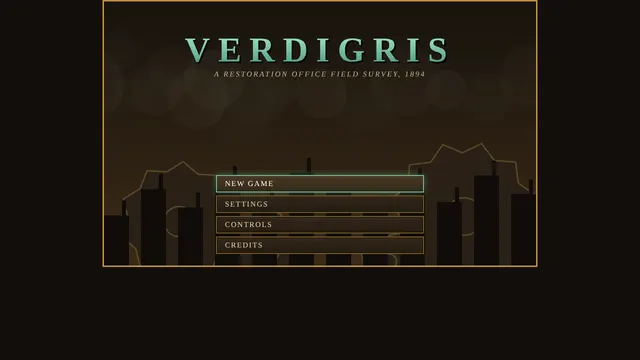 VERDIGRIS
A RESTORATION OFFICE FIELD SURVEY, 1894
NEW GAME
SETTINGS
CONTROLS
CREDITS